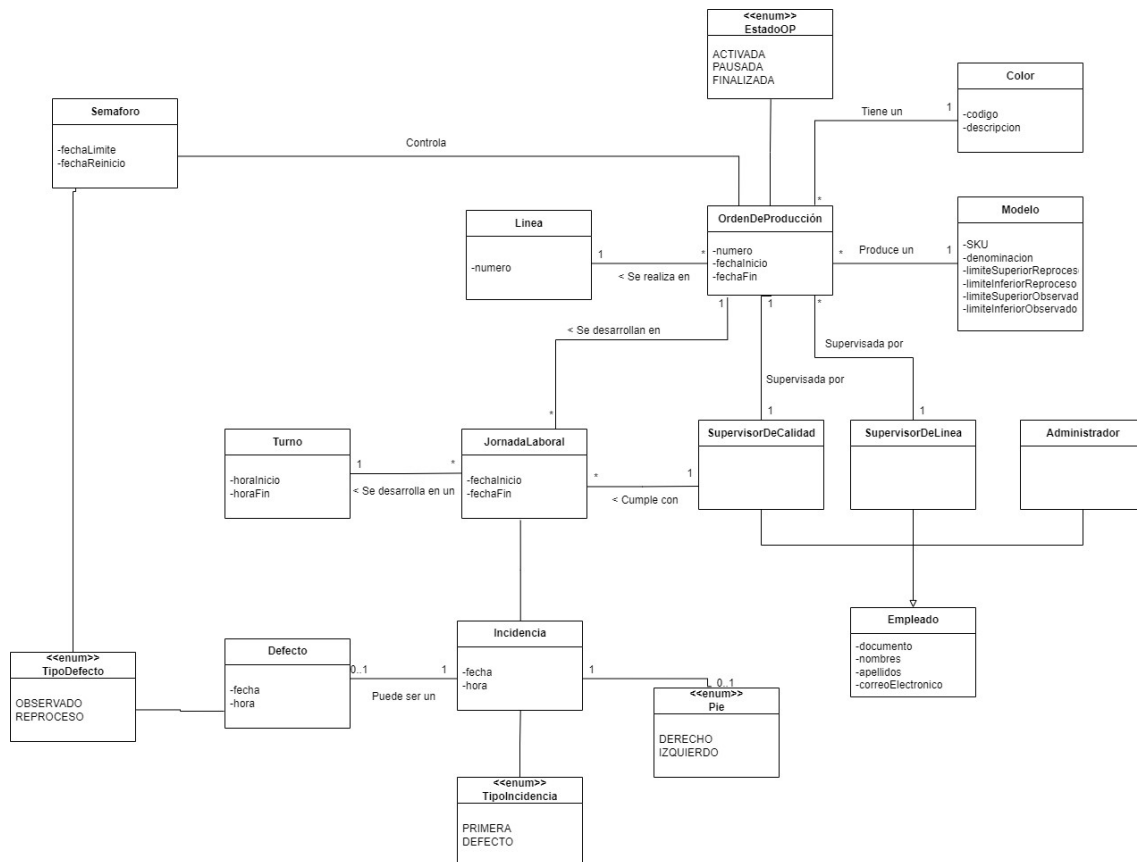 <<enum>>
EstadoOP
ACTIVADA
PAUSADA
FINALIZADA
Color
-codigo
-descripcion
Tiene un
1
*
Semaforo
-fechaLimite
-fechaReinicio
Controla
Linea
-numero
1
*
< Se realiza en
OrdenDeProducción
-numero
-fechaInicio
-fechaFin
*
Produce un
1
Modelo
-SKU
-denominacion
-limiteSuperiorReproces
-limiteInferiorReproceso
-limiteSuperiorObservad
-limiteInferiorObservado
1
1
*
< Se desarrollan en
*
Supervisada por
1
Supervisada por
1
Turno
-horaInicio
-horaFin
1
*
< Se desarrolla en un
JornadaLaboral
-fechaInicio
-fechaFin
*
1
< Cumple con
SupervisorDeCalidad
SupervisorDeLinea
Administrador
Empleado
-documento
-nombres
-apellidos
-correoElectronico
<<enum>>
TipoDefecto
OBSERVADO
REPROCESO
Defecto
-fecha
-hora
0..1
1
Puede ser un
Incidencia
-fecha
-hora
1
0..1
<<enum>>
Pie
DERECHO
IZQUIERDO
<<enum>>
TipoIncidencia
PRIMERA
DEFECTO